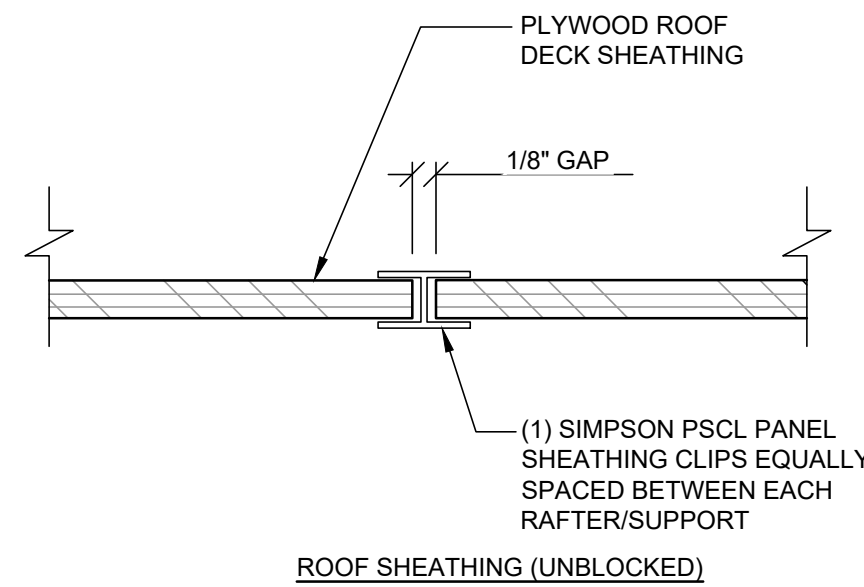 PLYWOOD ROOF
DECK SHEATHING
1/8" GAP
(1) SIMPSON PSCL PANEL
SHEATHING CLIPS EQUALLY
SPACED BETWEEN EACH
RAFTER/SUPPORT
ROOF SHEATHING (UNBLOCKED)